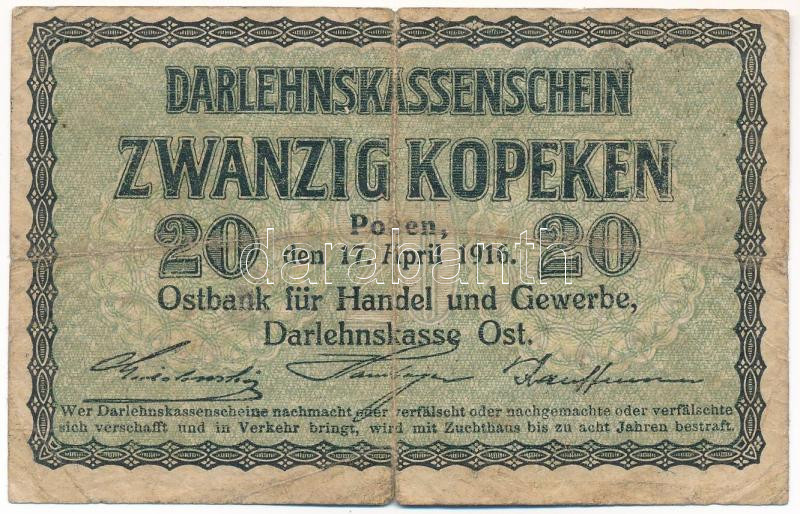 DARLEHNSKASSENSCHEIN
ZWANZIG KOPEKEN
20 20
Posen,
den 17. April 1916.
darabanth
Ostbank für Handel und Gewerbe,
Darlehnskasse Ost.
Kauffmann
Wer Darlehnskassenscheine nachmacht oder verfälscht oder nachgemachte oder verfälschte
sich verschafft und in Verkehr bringt, wird mit Zuchthaus bis zu acht Jahren bestraft.